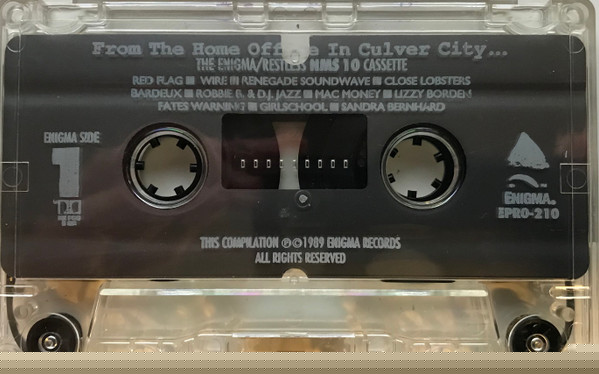 From The Home Office In Culver City...
THE ENIGMA/RESTLESS NMS 10 CASSETTE
RED FLAG ■ WIRE ■ RENEGADE SOUNDWAVE ■ CLOSE LOBSTERS
BARDEUX ■ ROBBIE B. & D.J. JAZZ ■ MAC MONEY ■ LIZZY BORDEN
FATES WARNING ■ GIRLSCHOOL ■ SANDRA BERNHARD
ENIGMA SIDE
1
ENIGMA.
EPRO-210
THIS COMPILATION ℗©1989 ENIGMA RECORDS
ALL RIGHTS RESERVED